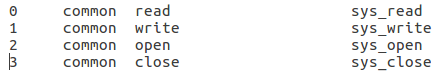 0 common read sys_read
1 common write sys_write
2 common open sys_open
3 common close sys_close